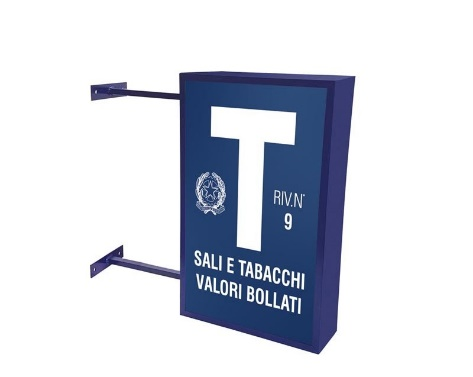 T
RIV.N°
9
SALI E TABACCHI
VALORI BOLLATI